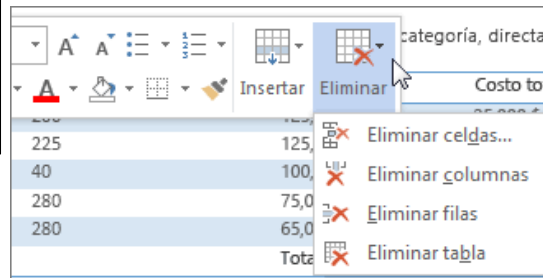 categoría, directa
Insertar
Eliminar
Costo to
225
125,
Eliminar celdas...
40
100,
Eliminar columnas
280
75,0
Eliminar filas
280
65,0
Eliminar tabla
Tota